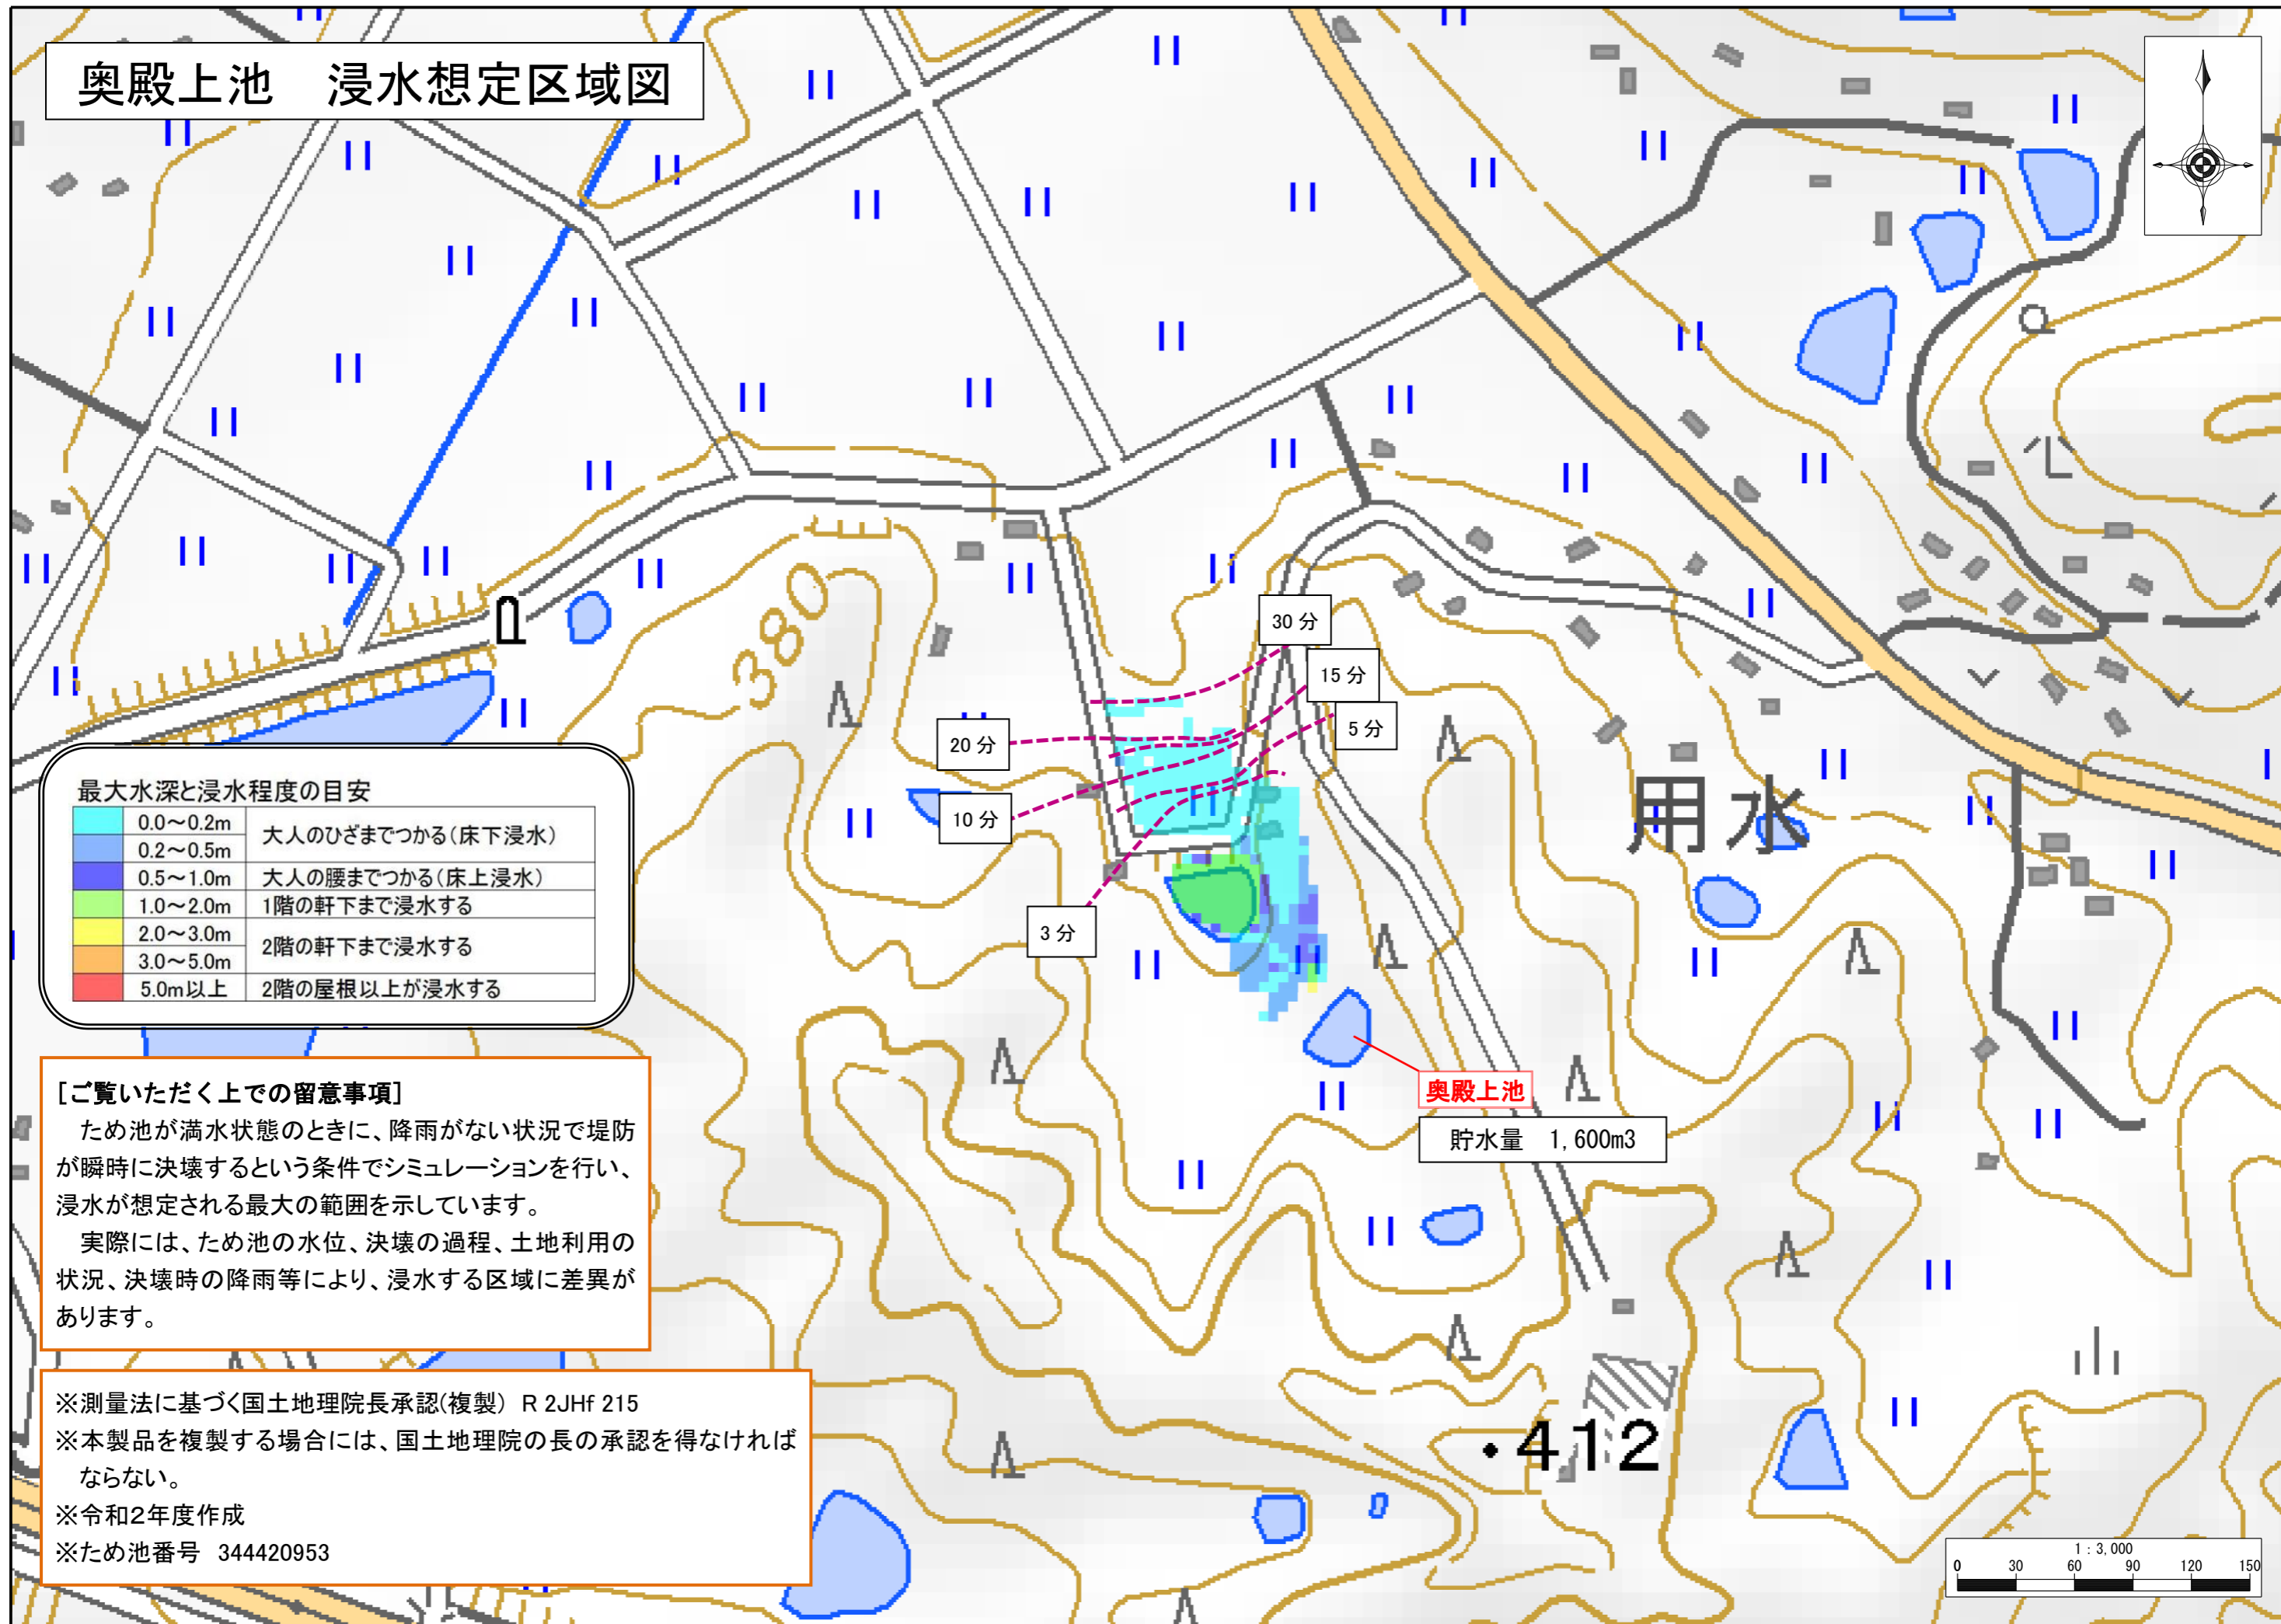 奥殿上池　浸水想定区域図
380
30 分
15 分
5 分
20 分
10 分
3 分
用水
最大水深と浸水程度の目安
0.0～0.2m
大人のひざまでつかる(床下浸水)
0.2～0.5m
0.5～1.0m 大人の腰までつかる(床上浸水)
1.0～2.0m 1階の軒下まで浸水する
2.0～3.0m
2階の軒下まで浸水する
3.0～5.0m
5.0m以上 2階の屋根以上が浸水する
奥殿上池
貯水量　1,600m3
[ご覧いただく上での留意事項]
　ため池が満水状態のときに、降雨がない状況で堤防
が瞬時に決壊するという条件でシミュレーションを行い、
浸水が想定される最大の範囲を示しています。
　実際には、ため池の水位、決壊の過程、土地利用の
状況、決壊時の降雨等により、浸水する区域に差異が
あります。
※測量法に基づく国土地理院長承認(複製)　R 2JHf 215
※本製品を複製する場合には、国土地理院の長の承認を得なければ
ならない。
※令和2年度作成
※ため池番号　344420953
・412
1：3,000
0 30 60 90 120 150